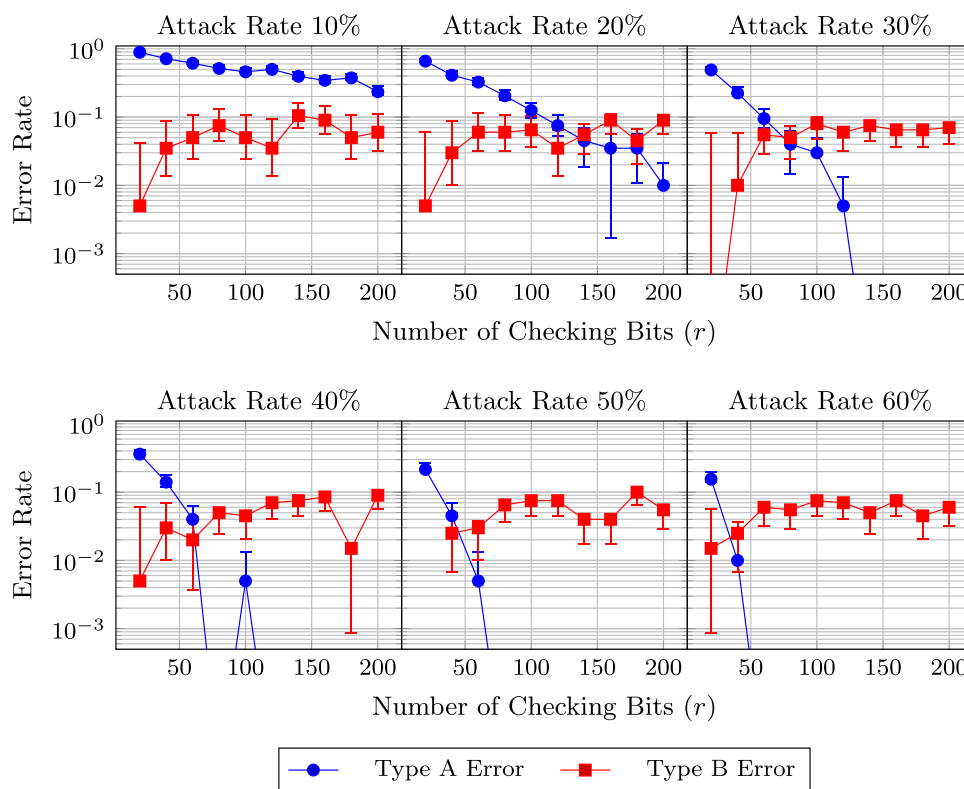 Attack Rate 10% Attack Rate 20% Attack Rate 30%
10^0
10^−1
10^−2
10^−3
Error Rate
50 100 150 200 50 100 150 200 50 100 150 200
Number of Checking Bits (r)
Attack Rate 40% Attack Rate 50% Attack Rate 60%
10^0
10^−1
10^−2
10^−3
Error Rate
50 100 150 200 50 100 150 200 50 100 150 200
Number of Checking Bits (r)
Type A Error Type B Error